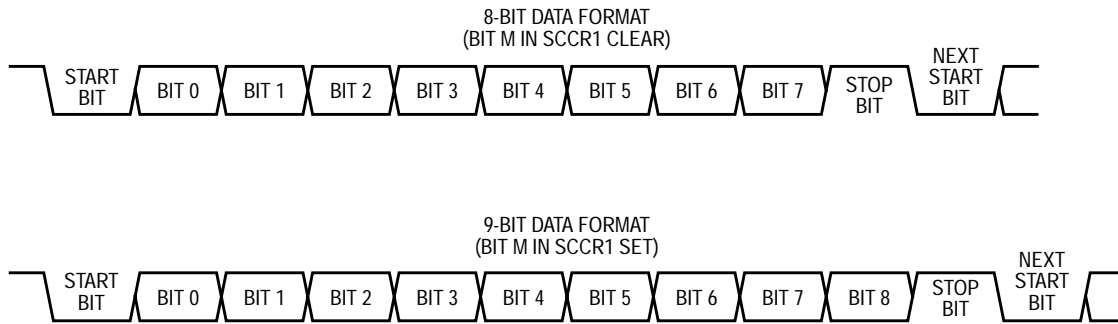 8-BIT DATA FORMAT
(BIT M IN SCCR1 CLEAR)
START
BIT
BIT 0
BIT 1
BIT 2
BIT 3
BIT 4
BIT 5
BIT 6
BIT 7
STOP
BIT
NEXT
START
BIT
9-BIT DATA FORMAT
(BIT M IN SCCR1 SET)
START
BIT
BIT 0
BIT 1
BIT 2
BIT 3
BIT 4
BIT 5
BIT 6
BIT 7
BIT 8
STOP
BIT
NEXT
START
BIT